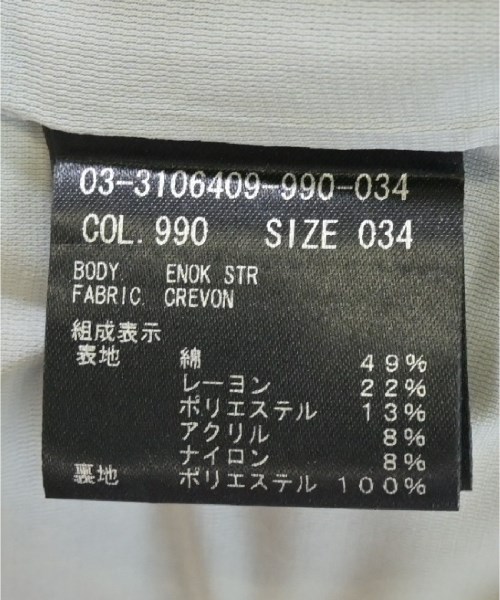 03-3106409-990-034
COL. 990 SIZE 034
BODY. ENOK STR
FABRIC. CREVON
組成表示
表地 綿 49%
レーヨン 22%
ポリエステル 13%
アクリル 8%
ナイロン 8%
裏地 ポリエステル 100%